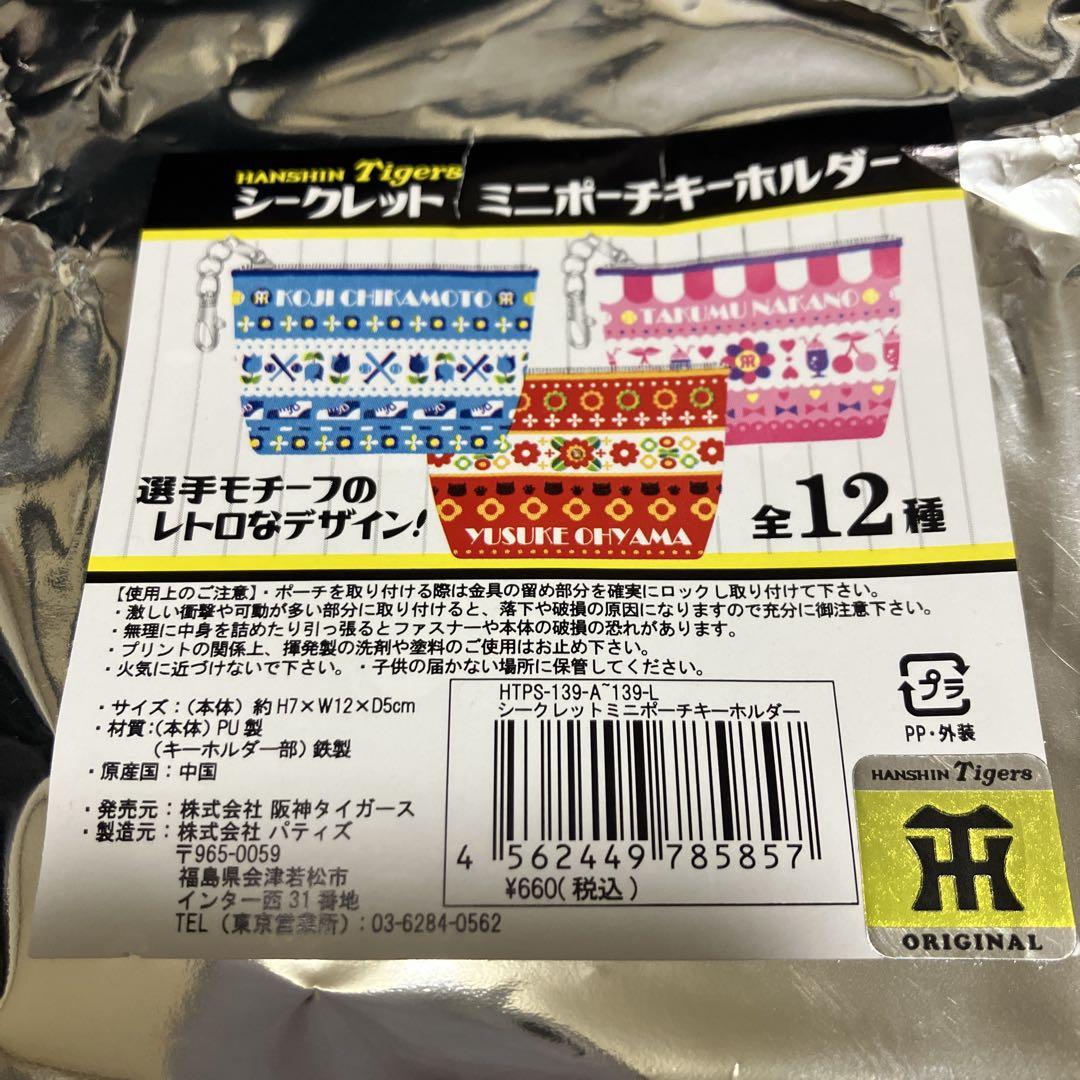 HANSHIN Tigers
シークレット ミニポーチキーホルダー
KOJI CHIKAMOTO
TAKUMU NAKANO
YUSUKE OHYAMA
選手モチーフの
レトロなデザイン!
全12種
【使用上のご注意】・ポーチを取り付ける際は金具の留め部分を確実にロックし取り付けて下さい。
・激しい衝撃や可動が多い部分に取り付けると、落下や破損の原因になりますので充分に御注意下さい。
・無理に中身を詰めたり引っ張るとファスナーや本体の破損の恐れがあります。
・プリントの関係上、揮発製の洗剤や塗料のご使用はお止め下さい。
・火気に近づけないで下さい。・子供の届かない場所に保管してください。
・サイズ:(本体)約H7×W12×D5cm
・材質:(本体)PU製
(キーホルダー部)鉄製
・原産国:中国
・発売元:株式会社 阪神タイガース
・製造元:株式会社 パティズ
〒965-0059
福島県会津若松市
インター西31番地
TEL(東京営業所):03-6284-0562
HTPS-139-A~139-L
シークレットミニポーチキーホルダー
4 562449 785857
¥660(税込)
プラ
PP・外装
HANSHIN Tigers
HT
ORIGINAL